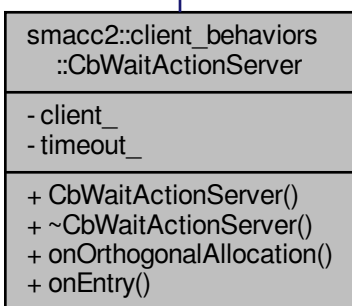 smacc2::client_behaviors
::CbWaitActionServer
- client_
- timeout_
+ CbWaitActionServer()
+ ~CbWaitActionServer()
+ onOrthogonalAllocation()
+ onEntry()